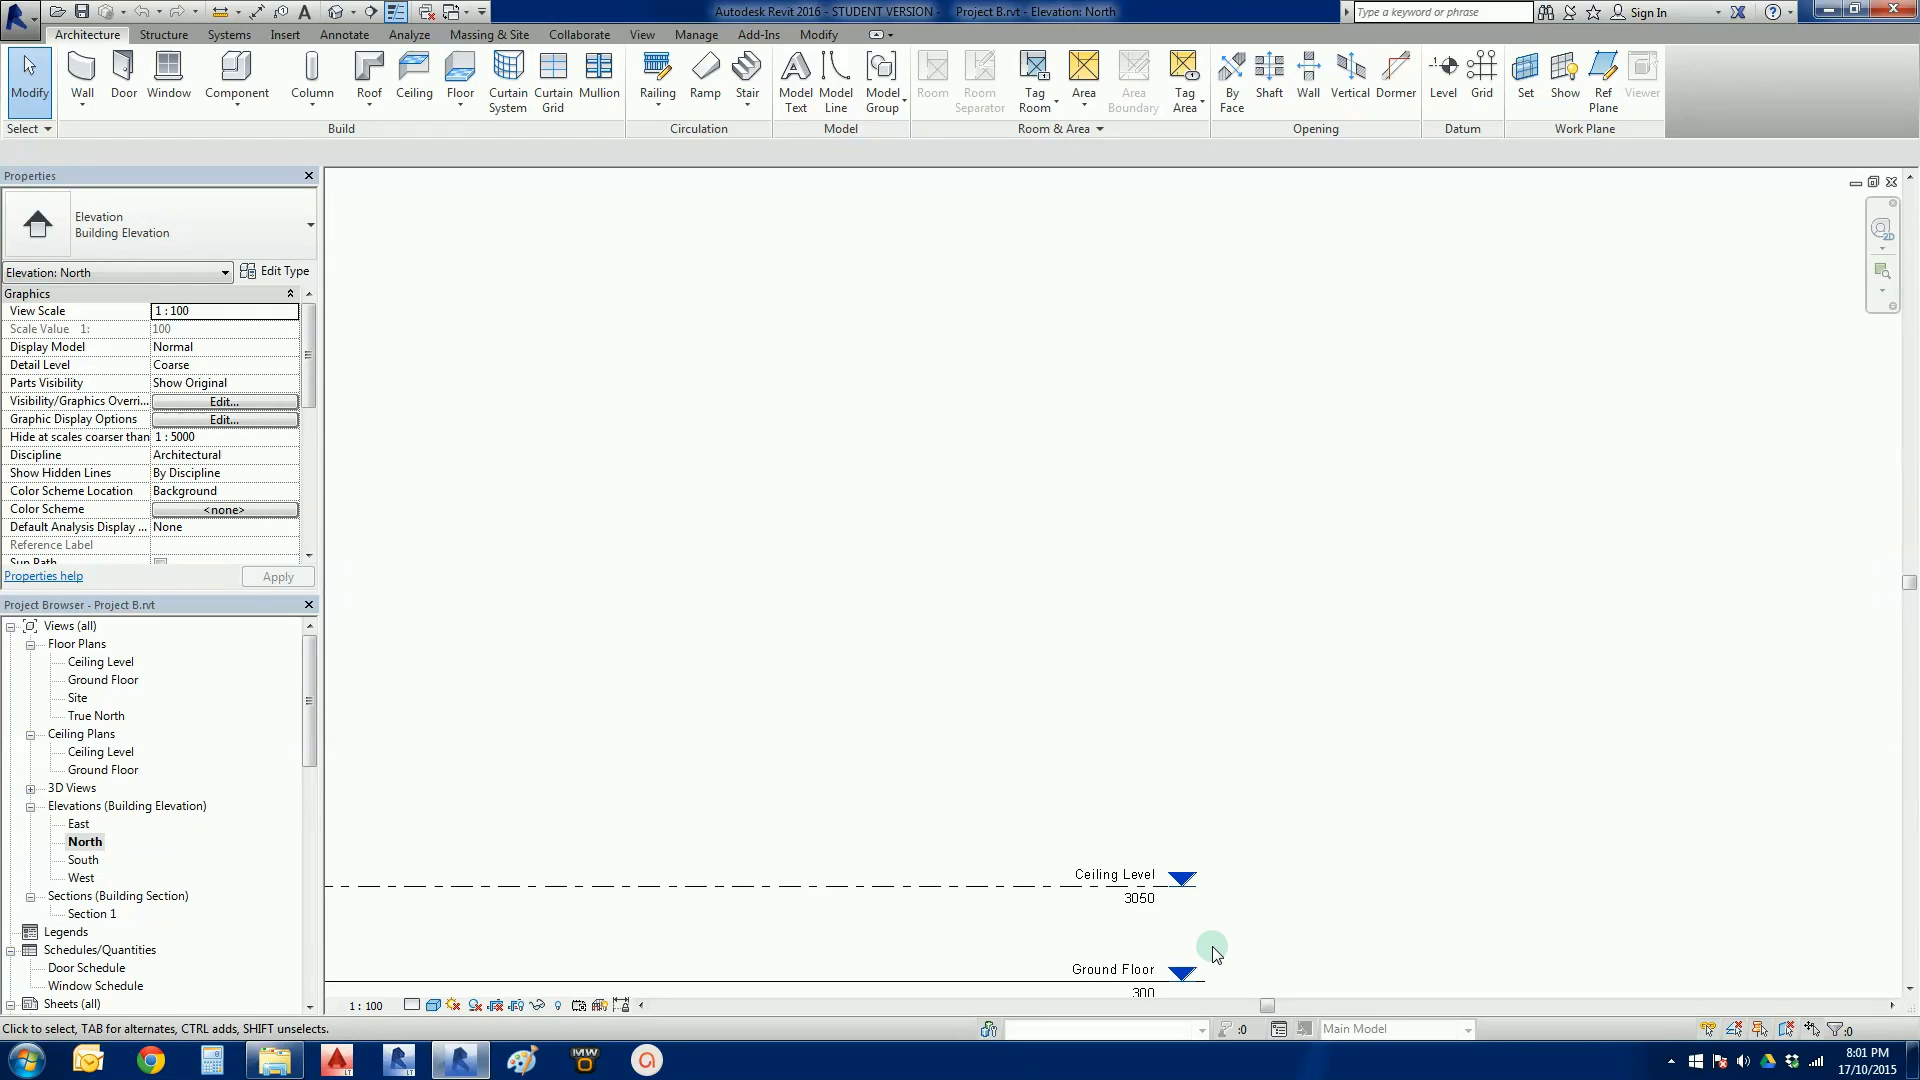 Autodesk Revit 2016 - STUDENT VERSION - Project B.rvt - Elevation: North
Type a keyword or phrase
Sign In
Architecture Structure Systems Insert Annotate Analyze Massing & Site Collaborate View Manage Add-Ins Modify
Modify Wall Door Window Component Column Roof Ceiling Floor Curtain System Curtain Grid Mullion Railing Ramp Stair Model Text Model Line Model Group Room Room Separator Tag Room Area Area Boundary Tag Area By Face Shaft Wall Vertical Dormer Level Grid Set Show Ref Plane Viewer
Select Build Circulation Model Room & Area Opening Datum Work Plane
Properties
Elevation
Building Elevation
Elevation: North Edit Type
Graphics
View Scale 1 : 100
Scale Value 1: 100
Display Model Normal
Detail Level Coarse
Parts Visibility Show Original
Visibility/Graphics Overri... Edit...
Graphic Display Options Edit...
Hide at scales coarser than 1 : 5000
Discipline Architectural
Show Hidden Lines By Discipline
Color Scheme Location Background
Color Scheme <none>
Default Analysis Display ... None
Reference Label
Sun Path
Properties help Apply
Project Browser - Project B.rvt
Views (all)
Floor Plans
Ceiling Level
Ground Floor
Site
True North
Ceiling Plans
Ceiling Level
Ground Floor
3D Views
Elevations (Building Elevation)
East
North
South
West
Sections (Building Section)
Section 1
Legends
Schedules/Quantities
Door Schedule
Window Schedule
Sheets (all)
2D
Ceiling Level
3050
Ground Floor
300
1 : 100
Click to select, TAB for alternates, CTRL adds, SHIFT unselects.
:0
Main Model
:0
LT
LT
MW
8:01 PM
17/10/2015